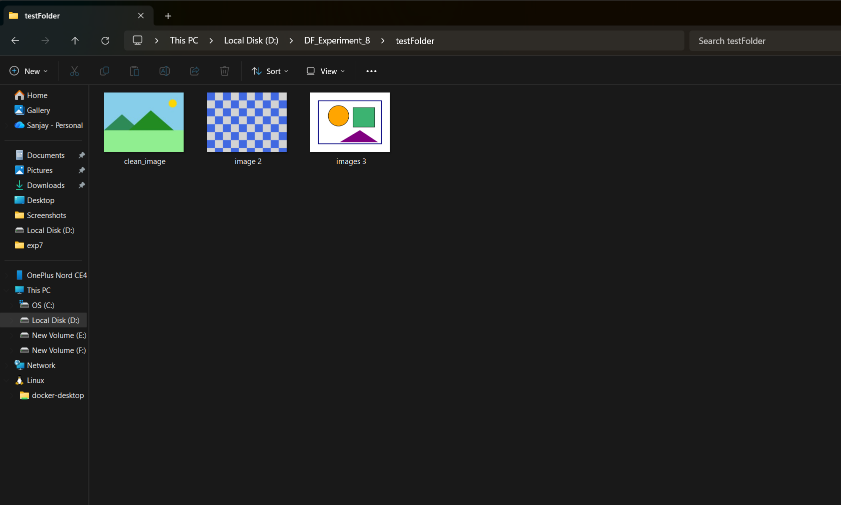 testFolder
This PC > Local Disk (D:) > DF_Experiment_8 > testFolder
Search testFolder
New
Sort
View
Home
Gallery
Sanjay - Personal
Documents
Pictures
Downloads
Desktop
Screenshots
Local Disk (D:)
exp7
OnePlus Nord CE4
This PC
OS (C:)
Local Disk (D:)
New Volume (E:)
New Volume (F:)
Network
Linux
docker-desktop
clean_image
image 2
images 3